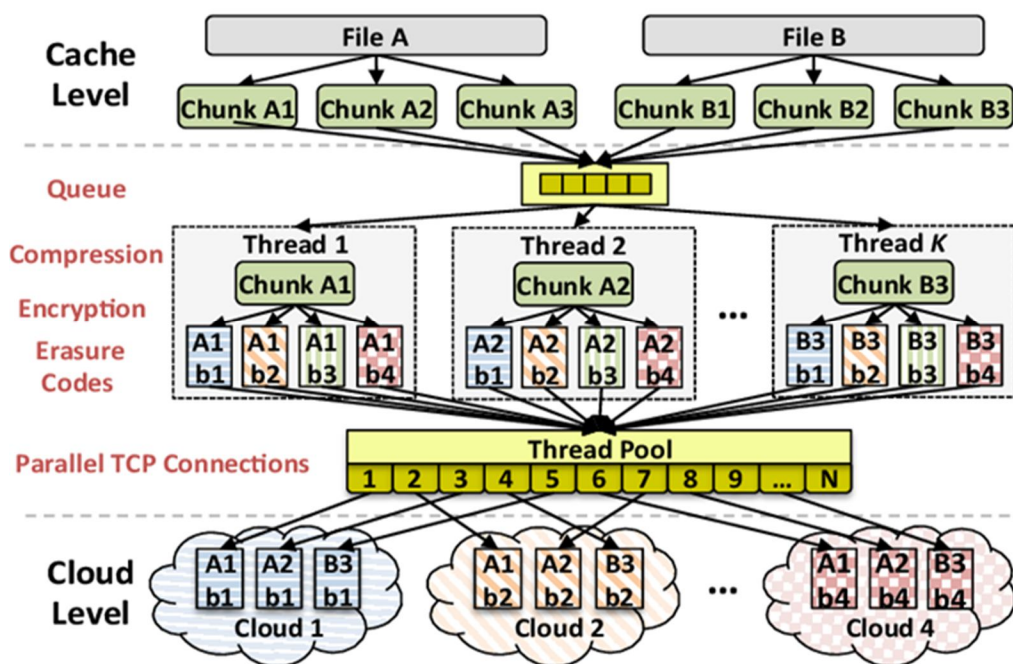 Cache Level
File A
File B
Chunk A1
Chunk A2
Chunk A3
Chunk B1
Chunk B2
Chunk B3
Queue
Compression
Encryption
Erasure Codes
Thread 1
Chunk A1
A1 b1
A1 b2
A1 b3
A1 b4
Thread 2
Chunk A2
A2 b1
A2 b2
A2 b3
A2 b4
...
Thread K
Chunk B3
B3 b1
B3 b2
B3 b3
B3 b4
Parallel TCP Connections
Thread Pool
1 2 3 4 5 6 7 8 9 ... N
Cloud Level
A1 b1
A2 b1
B3 b1
Cloud 1
A1 b2
A2 b2
B3 b2
Cloud 2
...
A1 b4
A2 b4
B3 b4
Cloud 4